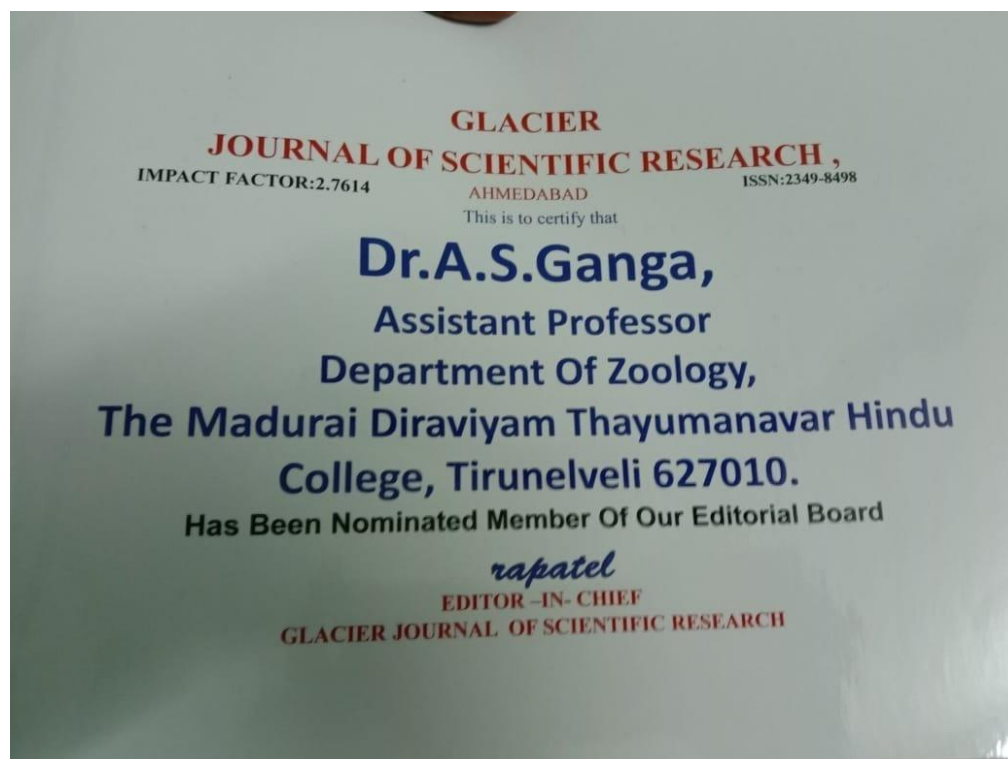 GLACIER
JOURNAL OF SCIENTIFIC RESEARCH ,
IMPACT FACTOR:2.7614
ISSN:2349-8498
AHMEDABAD
This is to certify that
Dr.A.S.Ganga,
Assistant Professor
Department Of Zoology,
The Madurai Diraviyam Thayumanavar Hindu
College, Tirunelveli 627010.
Has Been Nominated Member Of Our Editorial Board
rapatel
EDITOR –IN- CHIEF
GLACIER JOURNAL OF SCIENTIFIC RESEARCH